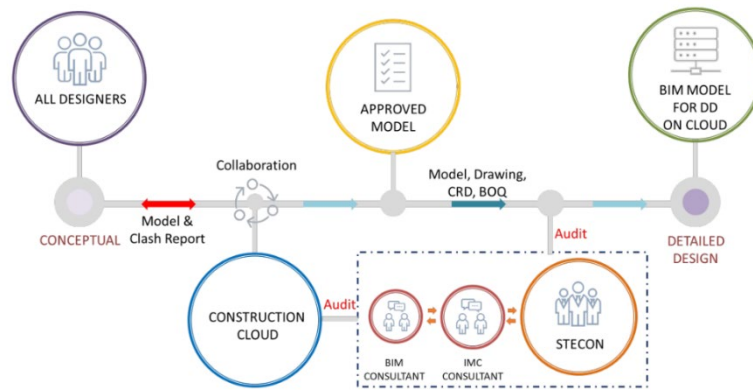 ALL DESIGNERS
APPROVED
MODEL
BIM MODEL
FOR DD
ON CLOUD
Collaboration
Model, Drawing,
CRD, BOQ
Model &
Clash Report
CONCEPTUAL
Audit
DETAILED
DESIGN
CONSTRUCTION
CLOUD
Audit
BIM
CONSULTANT
IMC
CONSULTANT
STECON